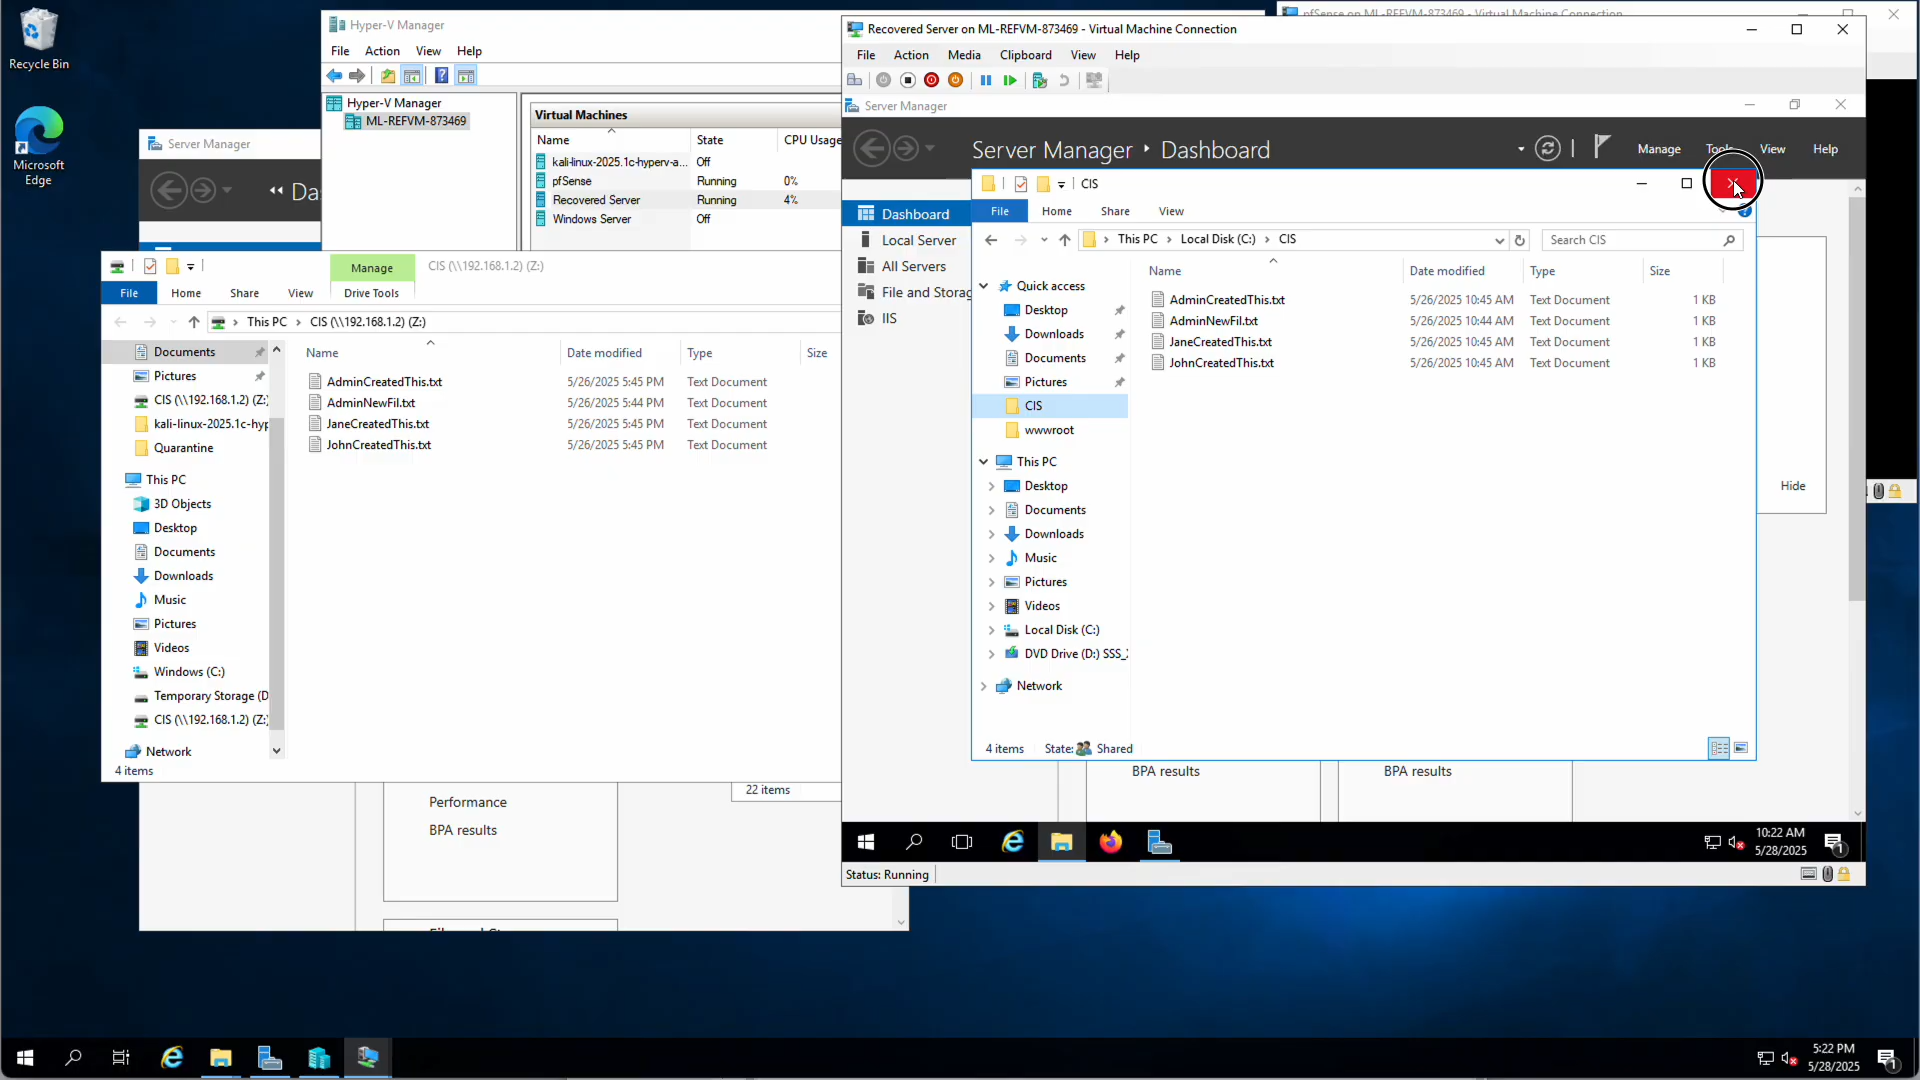 Recycle Bin
Microsoft
Edge
Server Manager
Hyper-V Manager
File Action View Help
Hyper-V Manager
ML-REFVM-873469
Virtual Machines
Name State CPU Usage
kali-linux-2025.1c-hyperv-a... Off
pfSense Running 0%
Recovered Server Running 4%
Windows Server Off
Manage CIS (\\192.168.1.2) (Z:)
File Home Share View Drive Tools
This PC CIS (\\192.168.1.2) (Z:)
Name Date modified Type Size
AdminCreatedThis.txt 5/26/2025 5:45 PM Text Document
AdminNewFil.txt 5/26/2025 5:44 PM Text Document
JaneCreatedThis.txt 5/26/2025 5:45 PM Text Document
JohnCreatedThis.txt 5/26/2025 5:45 PM Text Document
Documents
Pictures
CIS (\\192.168.1.2) (Z:)
kali-linux-2025.1c-hyp
Quarantine
This PC
3D Objects
Desktop
Documents
Downloads
Music
Pictures
Videos
Windows (C:)
Temporary Storage (D
CIS (\\192.168.1.2) (Z:)
Network
4 items
22 items
Performance
BPA results
pfSense on ML-REFVM-873469 - Virtual Machine Connection
Recovered Server on ML-REFVM-873469 - Virtual Machine Connection
File Action Media Clipboard View Help
Server Manager
Server Manager Dashboard
Manage Tools View Help
Dashboard
Local Server
All Servers
File and Storag
IIS
CIS
File Home Share View
This PC Local Disk (C:) CIS
Search CIS
Name Date modified Type Size
AdminCreatedThis.txt 5/26/2025 10:45 AM Text Document 1 KB
AdminNewFil.txt 5/26/2025 10:44 AM Text Document 1 KB
JaneCreatedThis.txt 5/26/2025 10:45 AM Text Document 1 KB
JohnCreatedThis.txt 5/26/2025 10:45 AM Text Document 1 KB
Quick access
Desktop
Downloads
Documents
Pictures
CIS
wwwroot
This PC
Desktop
Documents
Downloads
Music
Pictures
Videos
Local Disk (C:)
DVD Drive (D:) SSS_
Network
4 items State: Shared
Hide
BPA results
BPA results
10:22 AM
5/28/2025
1
Status: Running
5:22 PM
5/28/2025
1